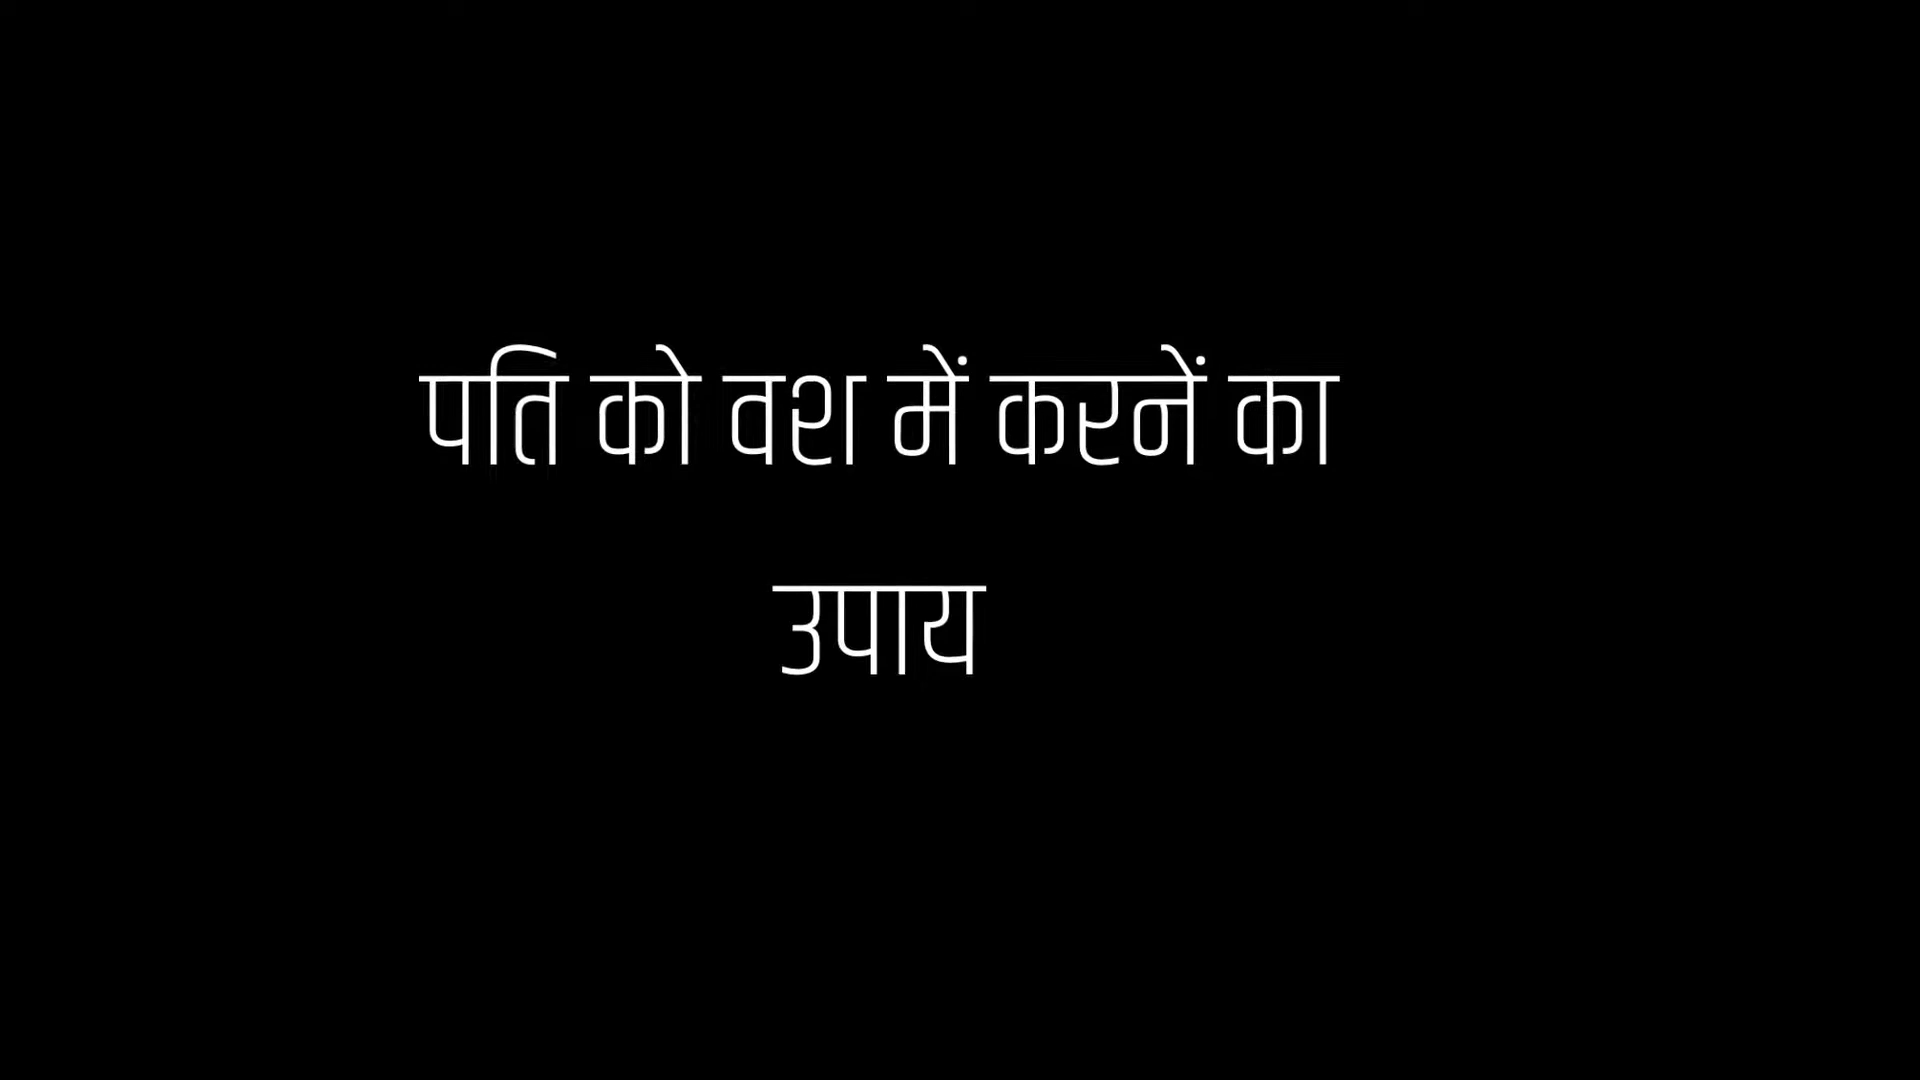 पति को वश में करनें का
उपाय